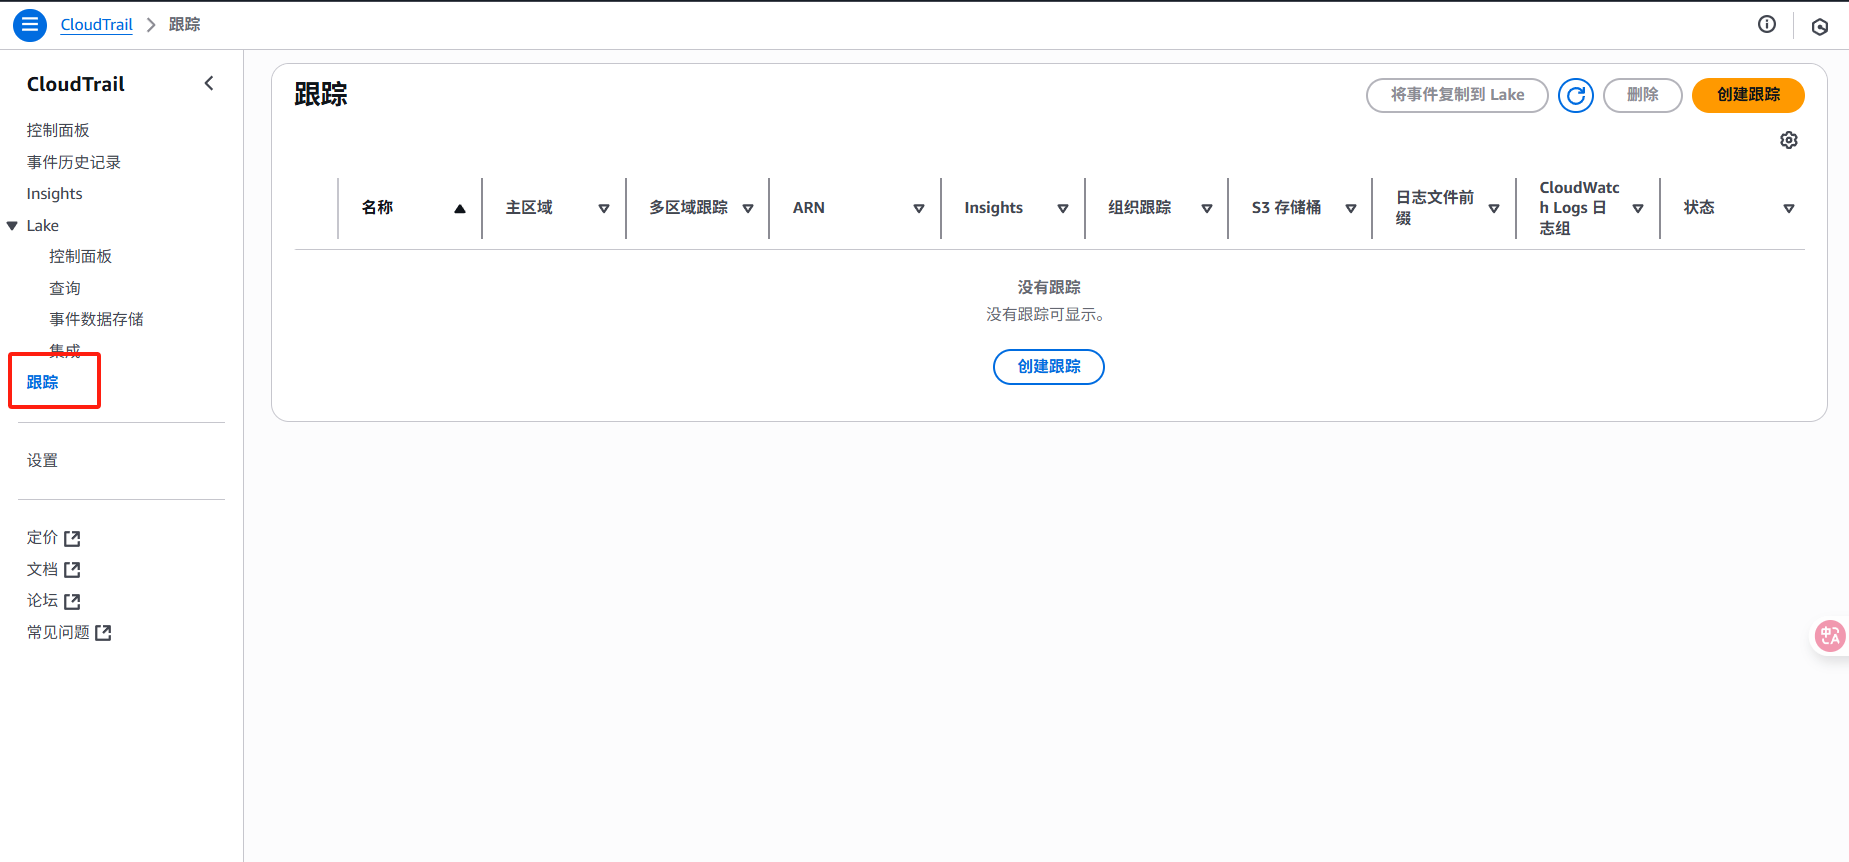 CloudTrail
跟踪
CloudTrail
控制面板
事件历史记录
Insights
Lake
控制面板
查询
事件数据存储
集成
跟踪
设置
定价
文档
论坛
常见问题
跟踪
将事件复制到 Lake
删除
创建跟踪
名称
主区域
多区域跟踪
ARN
Insights
组织跟踪
S3 存储桶
日志文件前
缀
CloudWatc
h Logs 日
志组
状态
没有跟踪
没有跟踪可显示。
创建跟踪
中
A